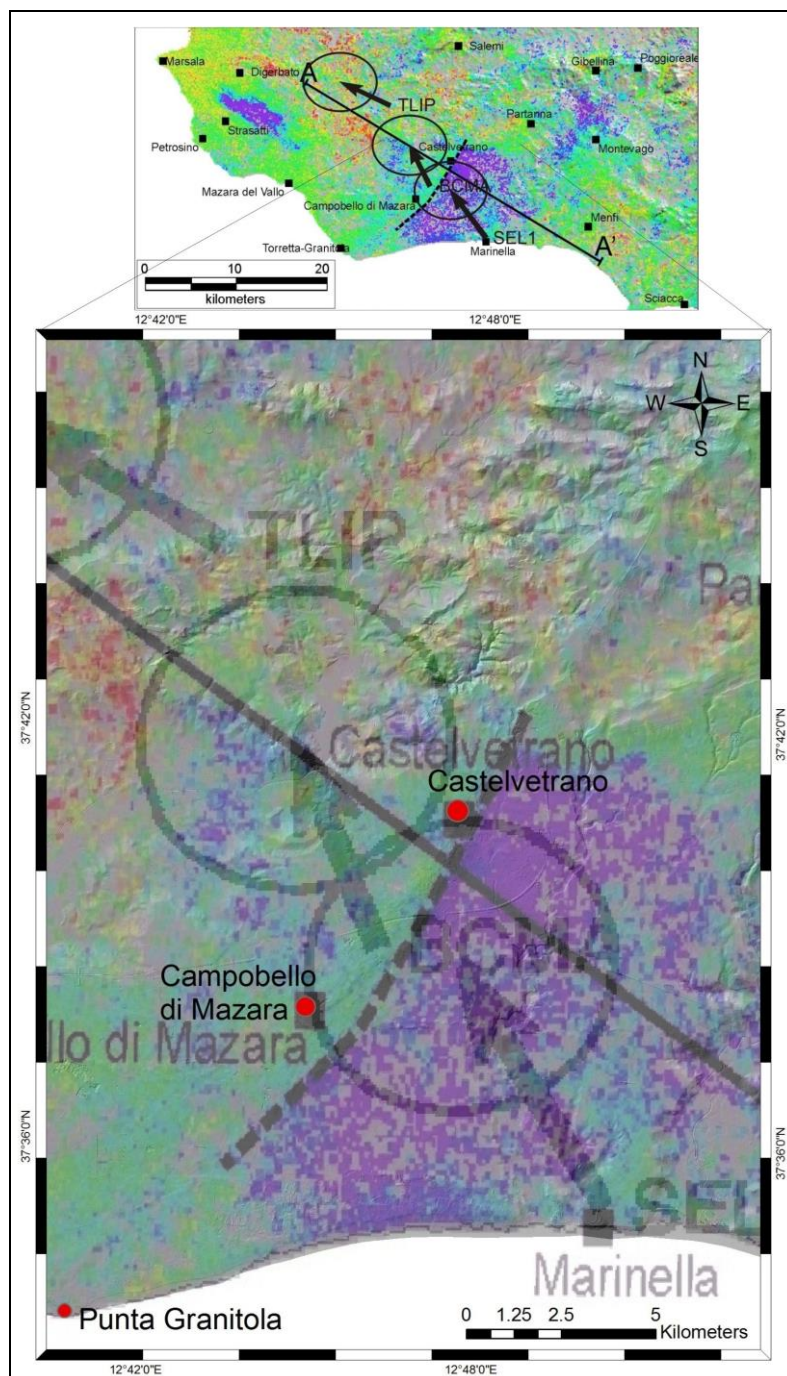 Marsala
Digerbato
A
Salemi
Gibellina
Poggioreale
TLIP
Strasatti
Petrosino
Partanna
Castelvetrano
Montevago
Mazara del Vallo
BCMA
Campobello di Mazara
Menfi
SEL1
Torretta-Granitola
Marinella
A'
Sciacca
0 10 20
kilometers
12°42'0"E
12°48'0"E
N
W E
S
TLIP
Pa
37°42'0"N
37°42'0"N
Castelvetrano
Castelvetrano
BCM
Campobello
di Mazara
llo di Mazara
37°36'0"N
37°36'0"N
SEL
Marinella
Punta Granitola
0 1.25 2.5 5
Kilometers
12°42'0"E
12°48'0"E